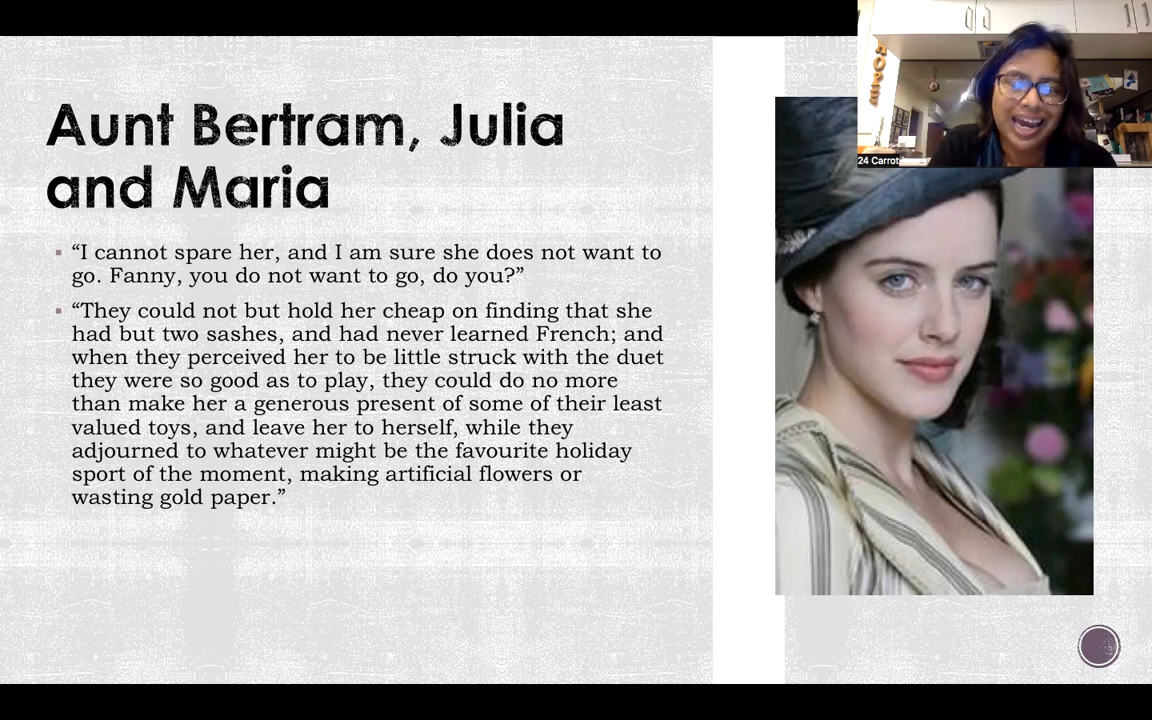 Aunt Bertram, Julia
and Maria
“I cannot spare her, and I am sure she does not want to
go. Fanny, you do not want to go, do you?”
“They could not but hold her cheap on finding that she
had but two sashes, and had never learned French; and
when they perceived her to be little struck with the duet
they were so good as to play, they could do no more
than make her a generous present of some of their least
valued toys, and leave her to herself, while they
adjourned to whatever might be the favourite holiday
sport of the moment, making artificial flowers or
wasting gold paper.”
HOPE
24 Carrot